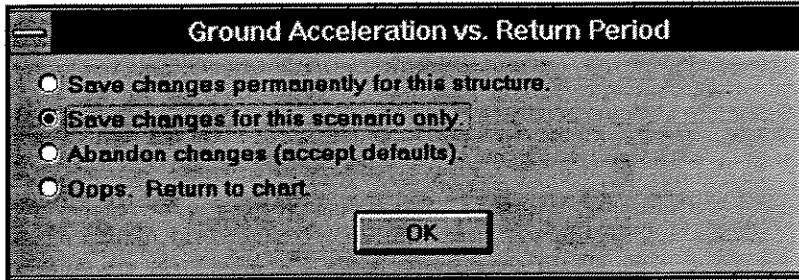 Ground Acceleration vs. Return Period
Save changes permanently for this structure.
Save changes for this scenario only.
Abandon changes (accept defaults).
Oops. Return to chart.
OK